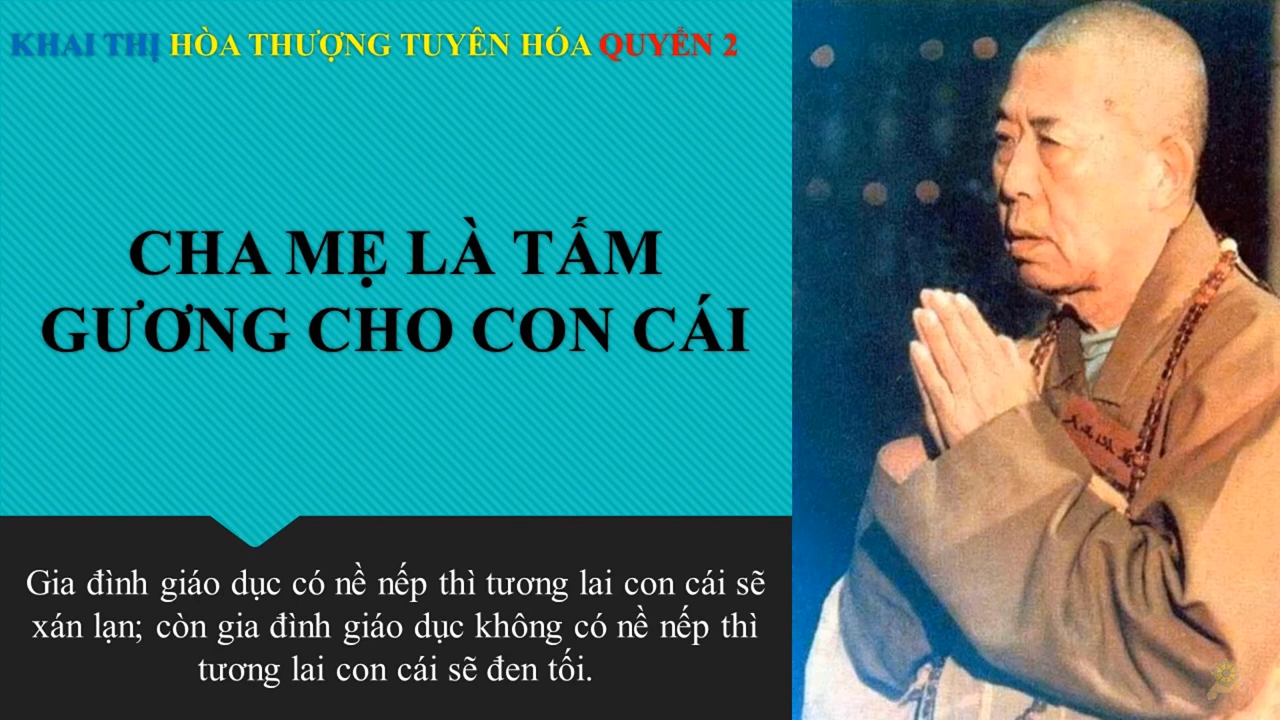 KHAI THỊ HÒA THƯỢNG TUYÊN HÓA QUYỂN 2
CHA MẸ LÀ TẤM
GƯƠNG CHO CON CÁI
Gia đình giáo dục có nề nếp thì tương lai con cái sẽ
xán lạn; còn gia đình giáo dục không có nề nếp thì
tương lai con cái sẽ đen tối.